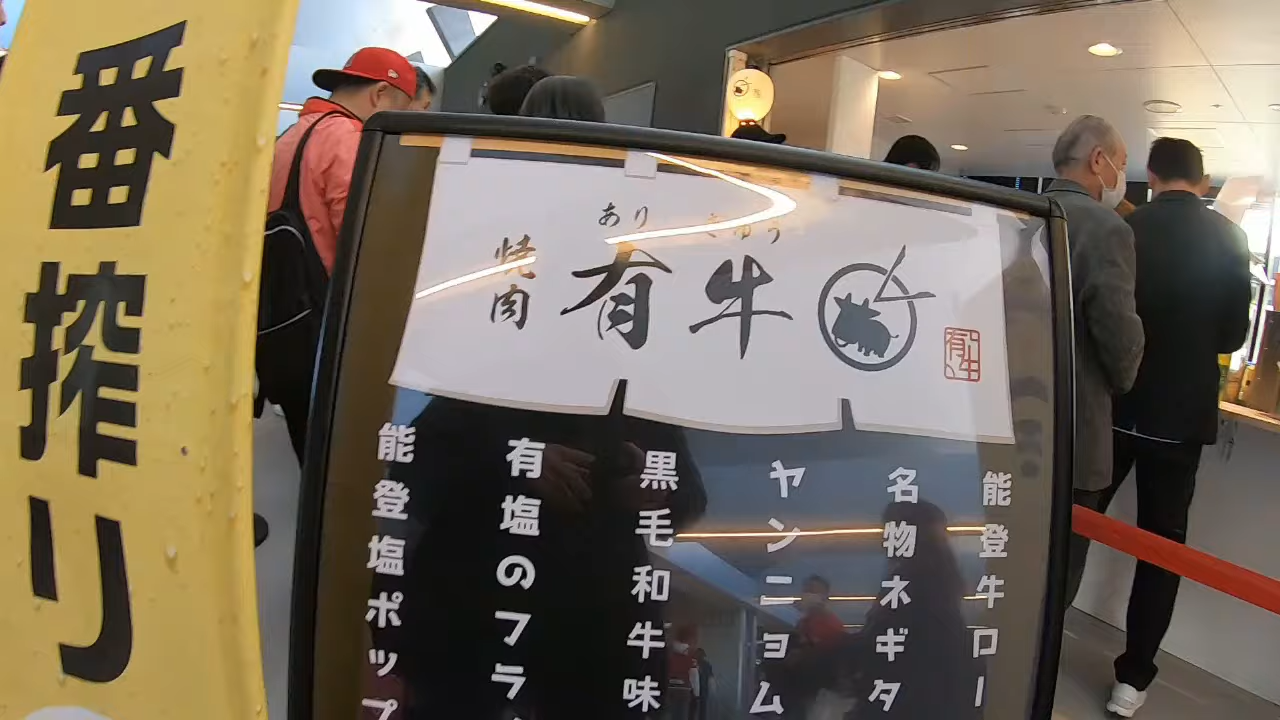 番搾り
あり ぎゅう
焼肉 有牛
有牛
能登牛ロー
名物ネギタ
ヤンニョム
黒毛和牛味
有塩のフラ
能登塩ポップ